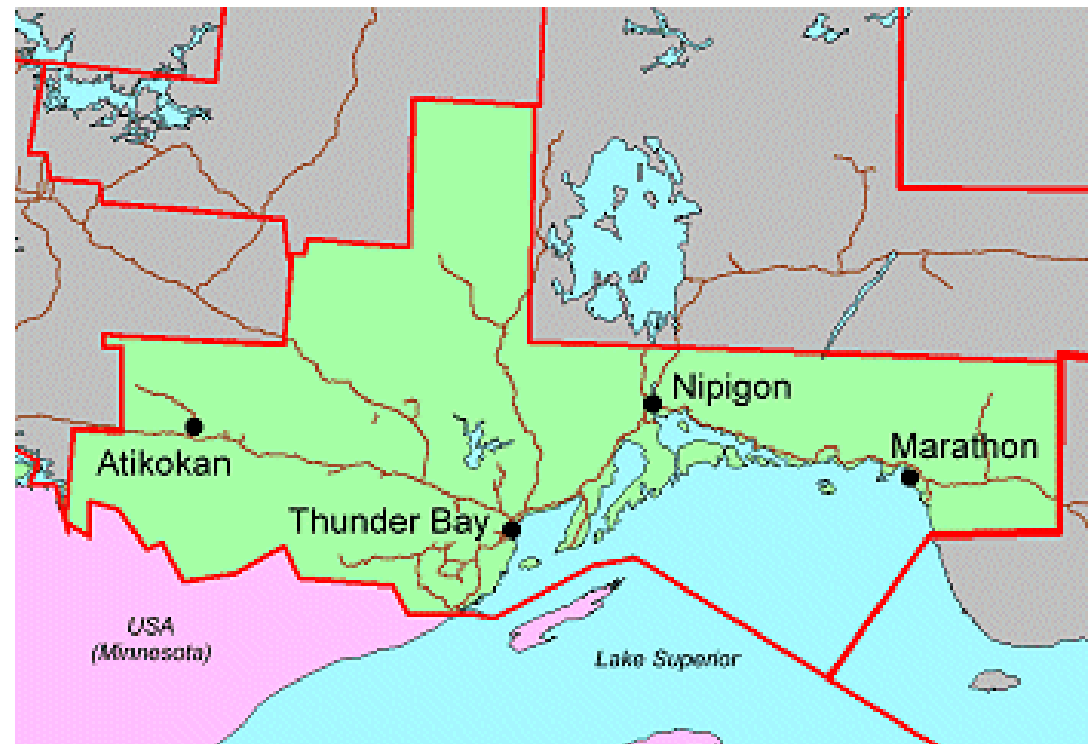 Nipigon
Marathon
Atikokan
Thunder Bay
USA
(Minnesota)
Lake Superior